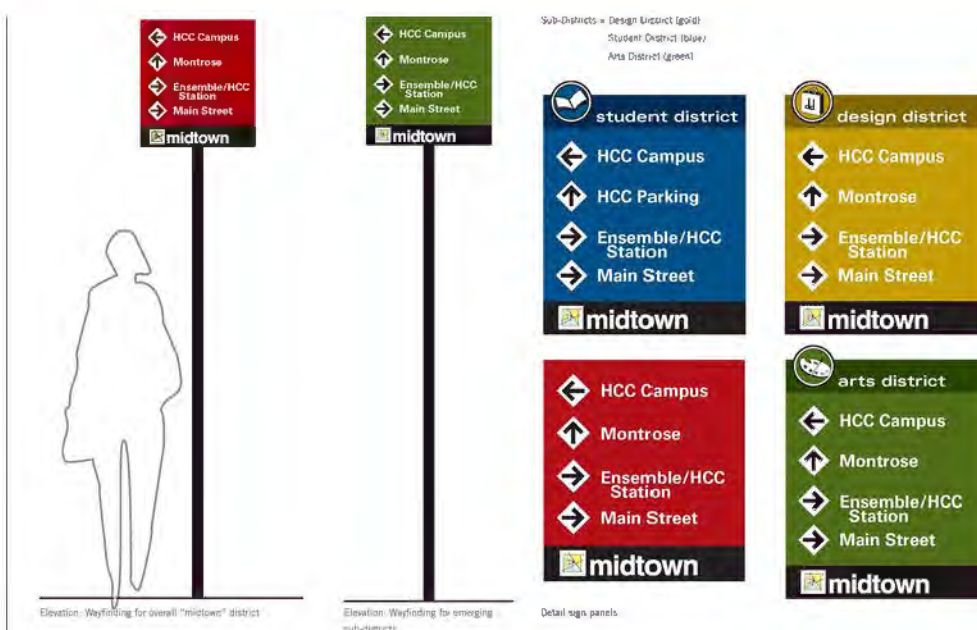 HCC Campus
Montrose
Ensemble/HCC
Station
Main Street
midtown
HCC Campus
Montrose
Ensemble/HCC
Station
Main Street
midtown
Sub-Districts = Design District (gold)
Student District (blue)
Arts District (green)
student district
HCC Campus
HCC Parking
Ensemble/HCC
Station
Main Street
midtown
design district
HCC Campus
Montrose
Ensemble/HCC
Station
Main Street
midtown
HCC Campus
Montrose
Ensemble/HCC
Station
Main Street
midtown
arts district
HCC Campus
Montrose
Ensemble/HCC
Station
Main Street
midtown
Elevation: Wayfinding for overall "midtown" district
Elevation: Wayfinding for emerging
sub-districts
Detail sign panels